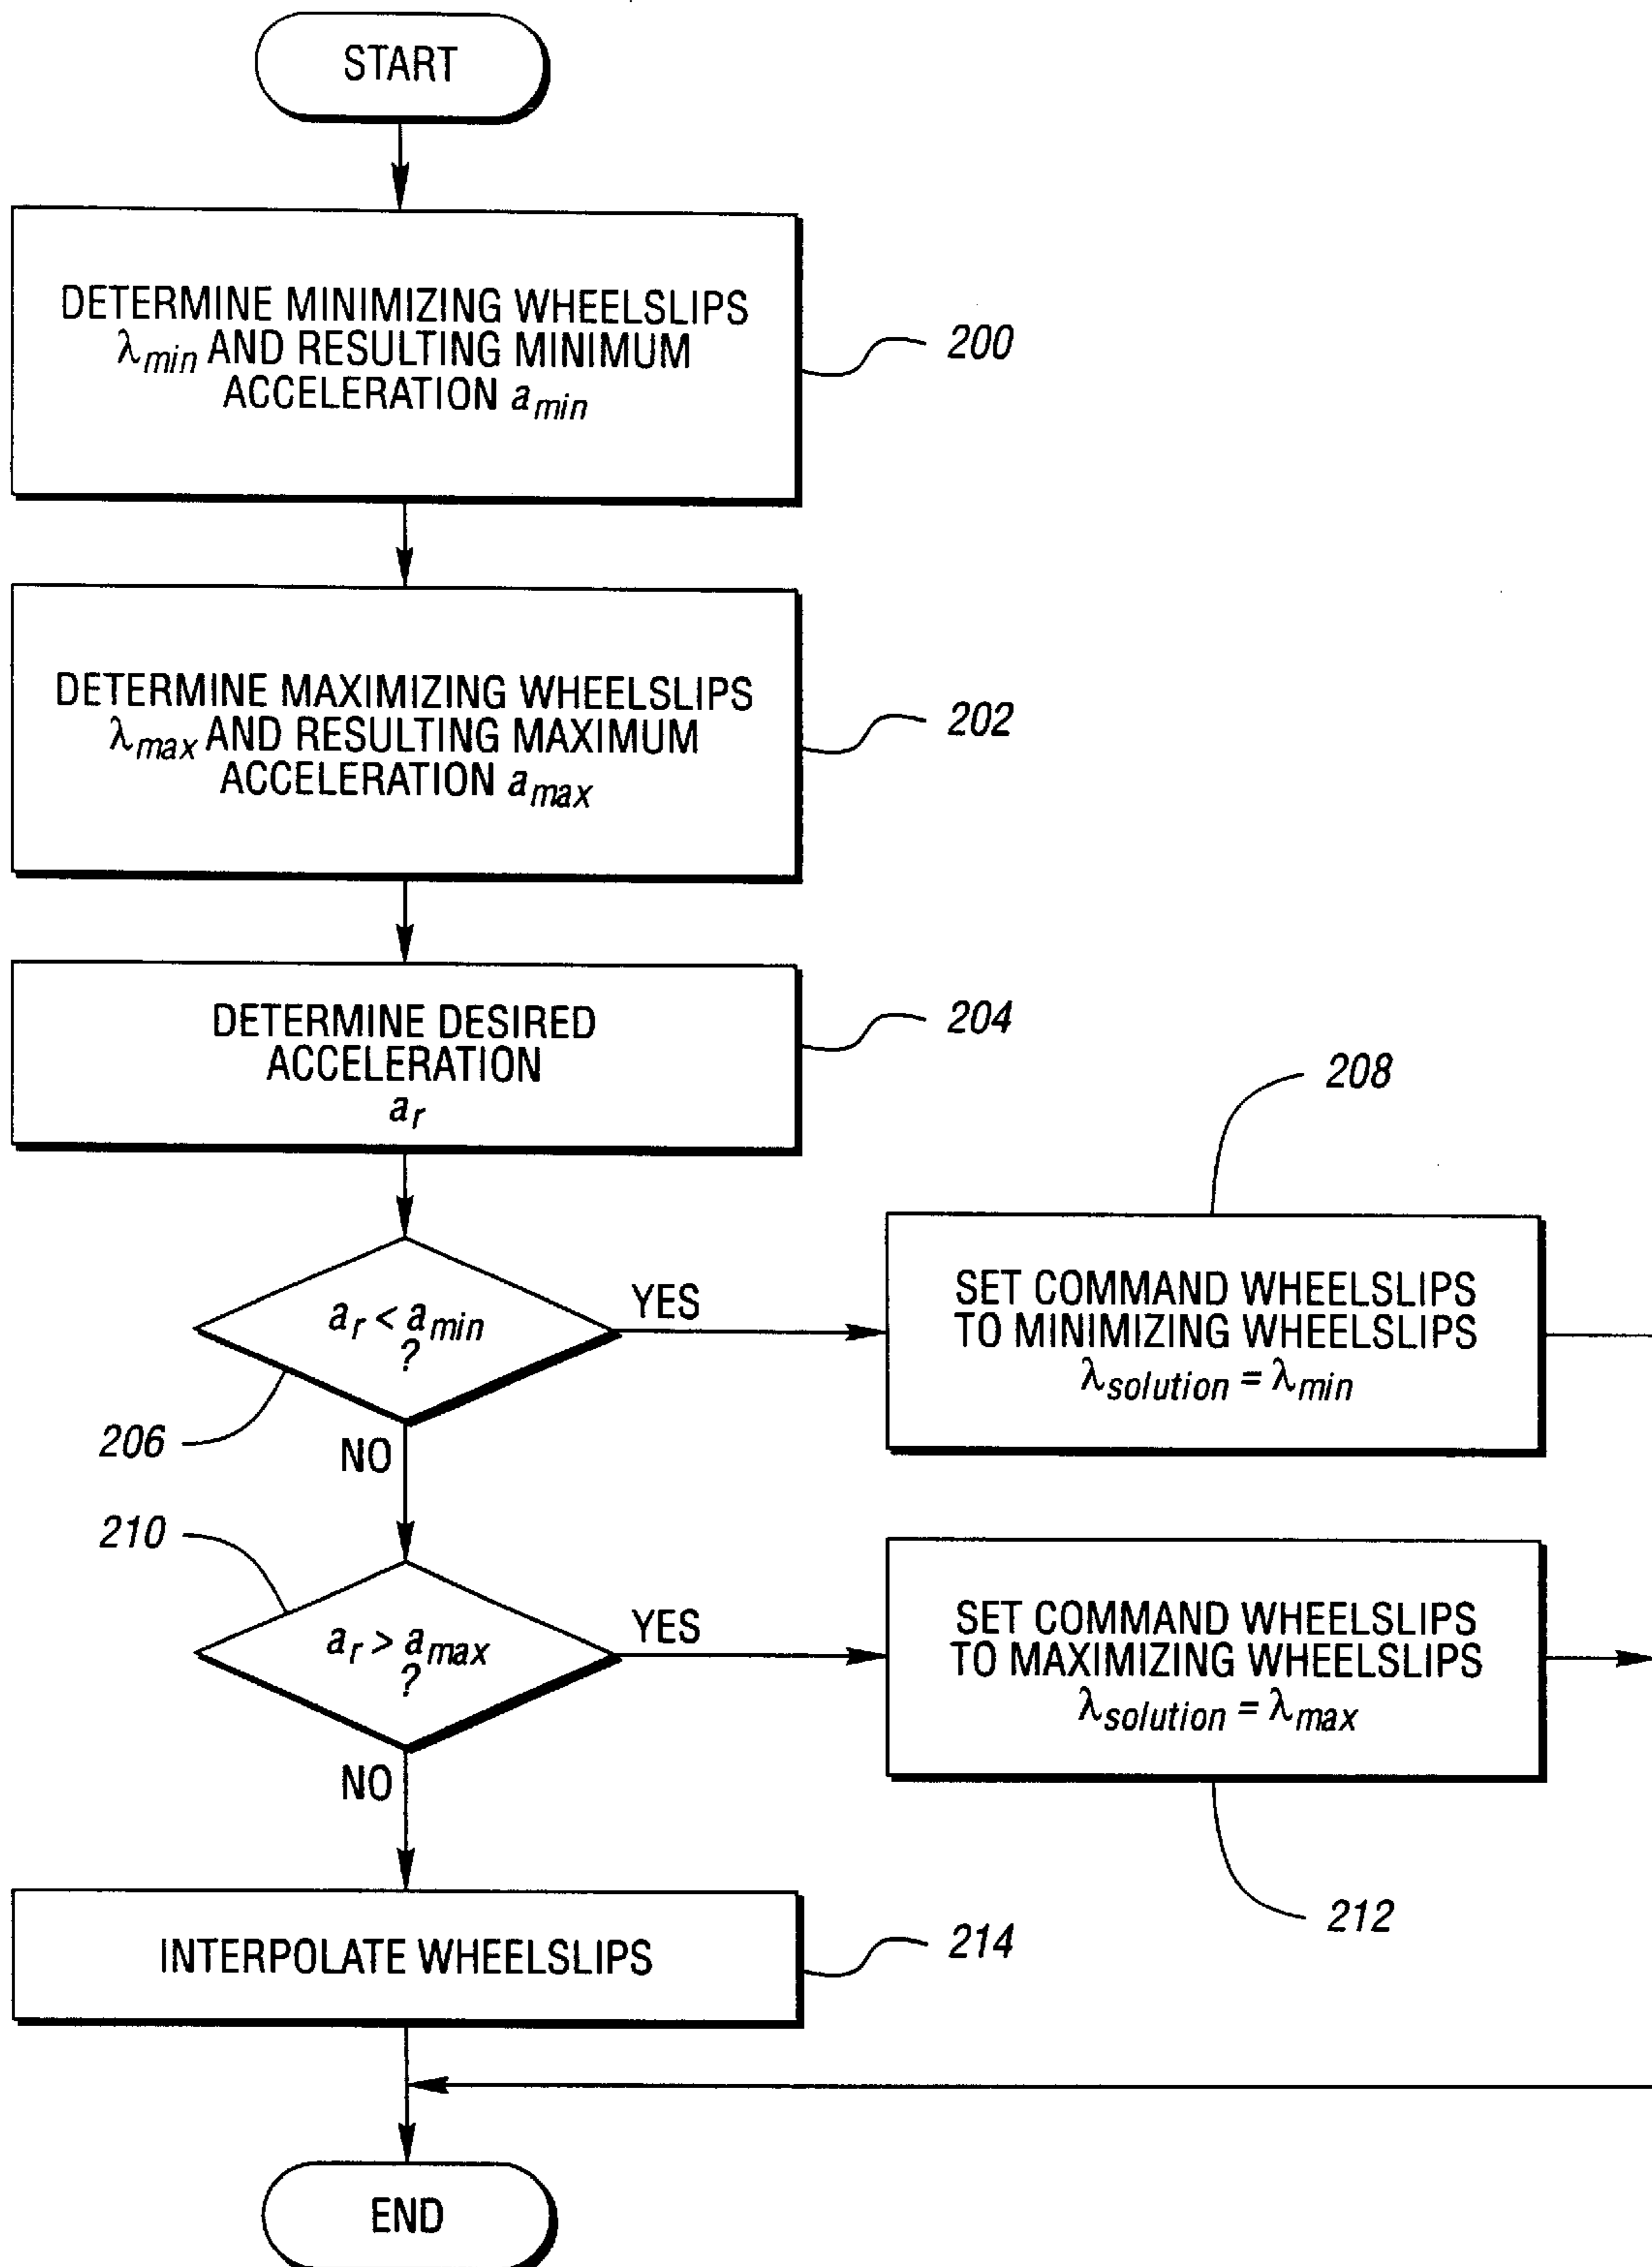 START
DETERMINE MINIMIZING WHEELSLIPS
λmin AND RESULTING MINIMUM
ACCELERATION amin
200
DETERMINE MAXIMIZING WHEELSLIPS
λmax AND RESULTING MAXIMUM
ACCELERATION amax
202
DETERMINE DESIRED
ACCELERATION
ar
204
ar < amin
?
206
YES
NO
SET COMMAND WHEELSLIPS
TO MINIMIZING WHEELSLIPS
λsolution = λmin
208
ar > amax
?
210
YES
NO
SET COMMAND WHEELSLIPS
TO MAXIMIZING WHEELSLIPS
λsolution = λmax
212
INTERPOLATE WHEELSLIPS
214
END